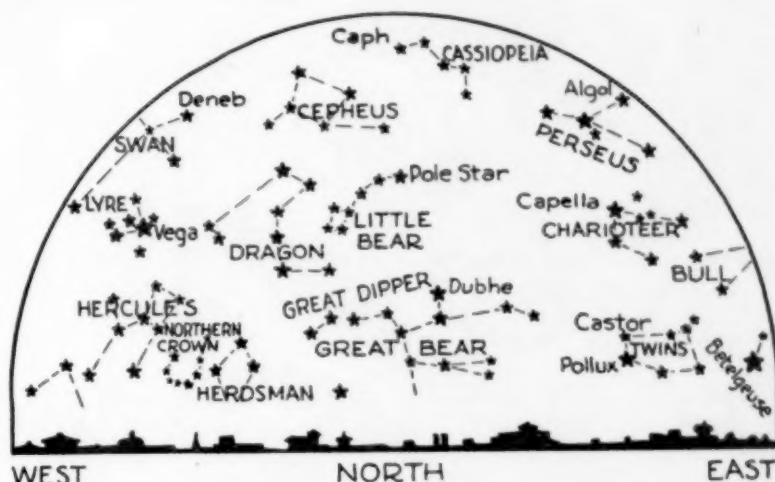 Caph
CASSIOPEIA
Deneb
CEPHEUS
Algol
SWAN
PERSEUS
Pole Star
LYRE
Vega
LITTLE
BEAR
Capella
CHARIOTEER
DRAGON
BULL
GREAT DIPPER
Dubhe
HERCULES
NORTHERN
CROWN
GREAT BEAR
Castor
TWINS
Pollux
Betelgeuse
HERDSMAN
WEST NORTH EAST